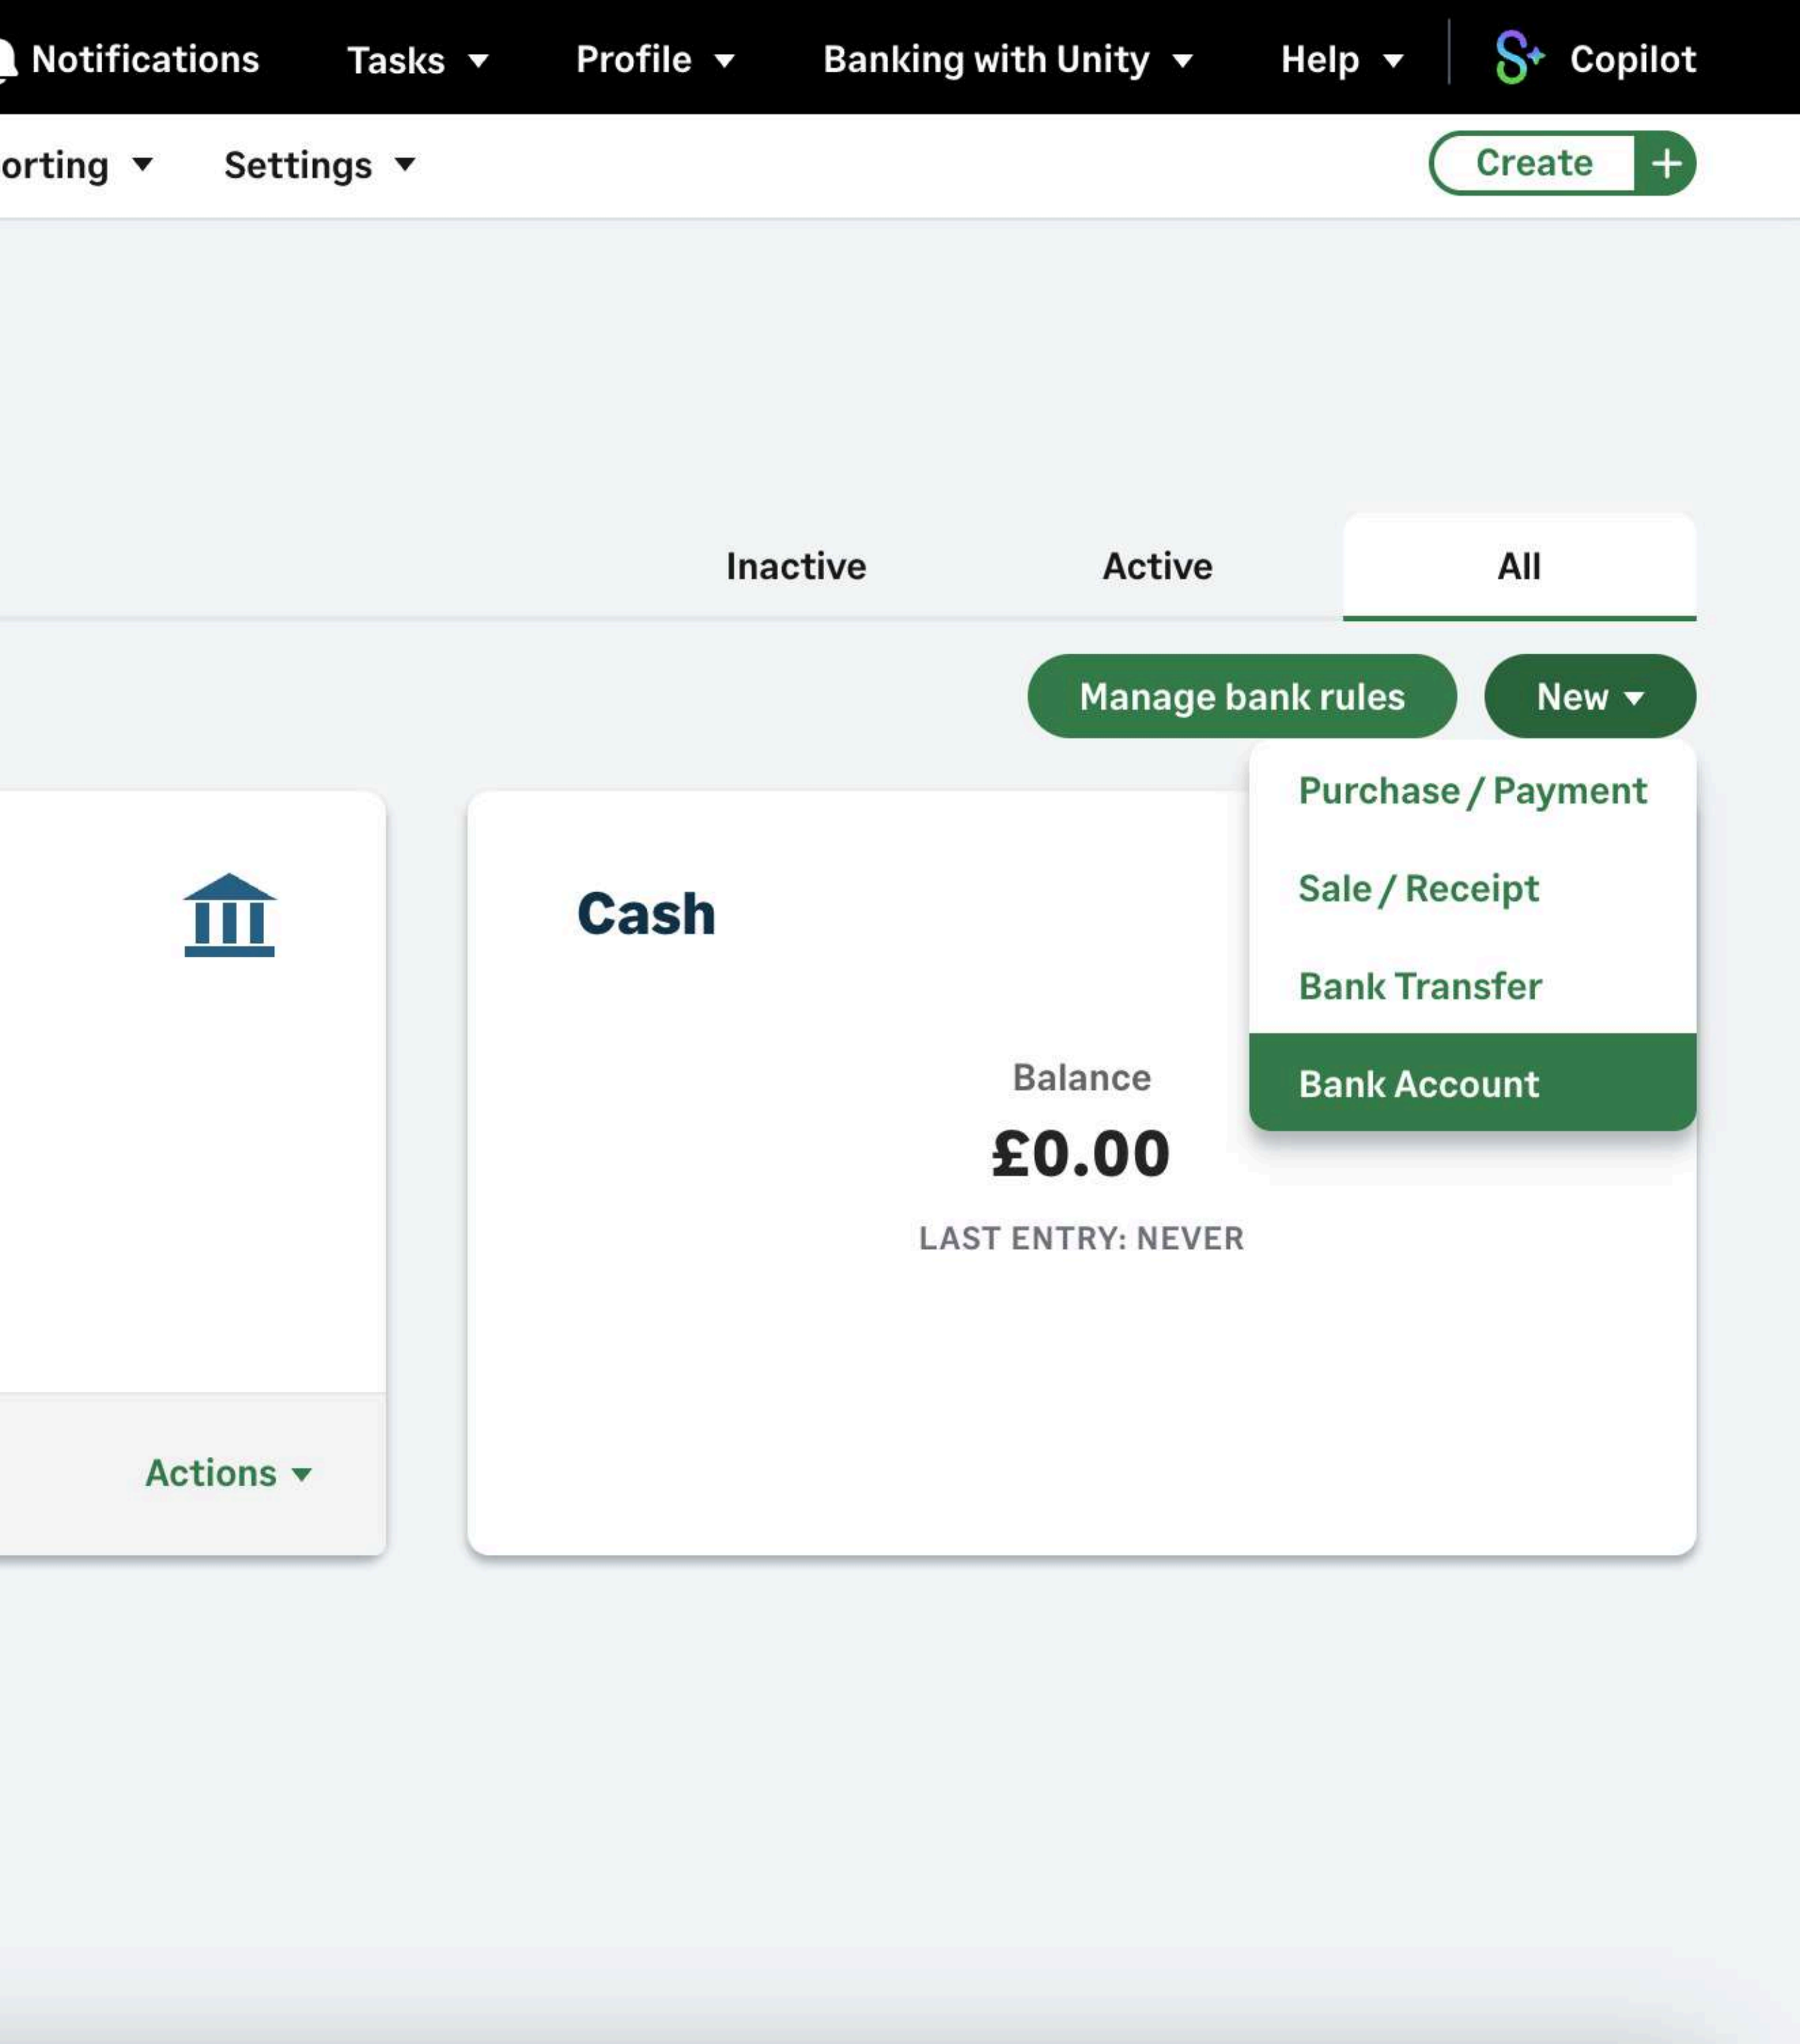 Notifications Tasks Profile Banking with Unity Help Copilot
orting Settings Create +
Inactive Active All
Manage bank rules New
Purchase / Payment
Sale / Receipt
Bank Transfer
Bank Account
Cash
Balance
£0.00
LAST ENTRY: NEVER
Actions